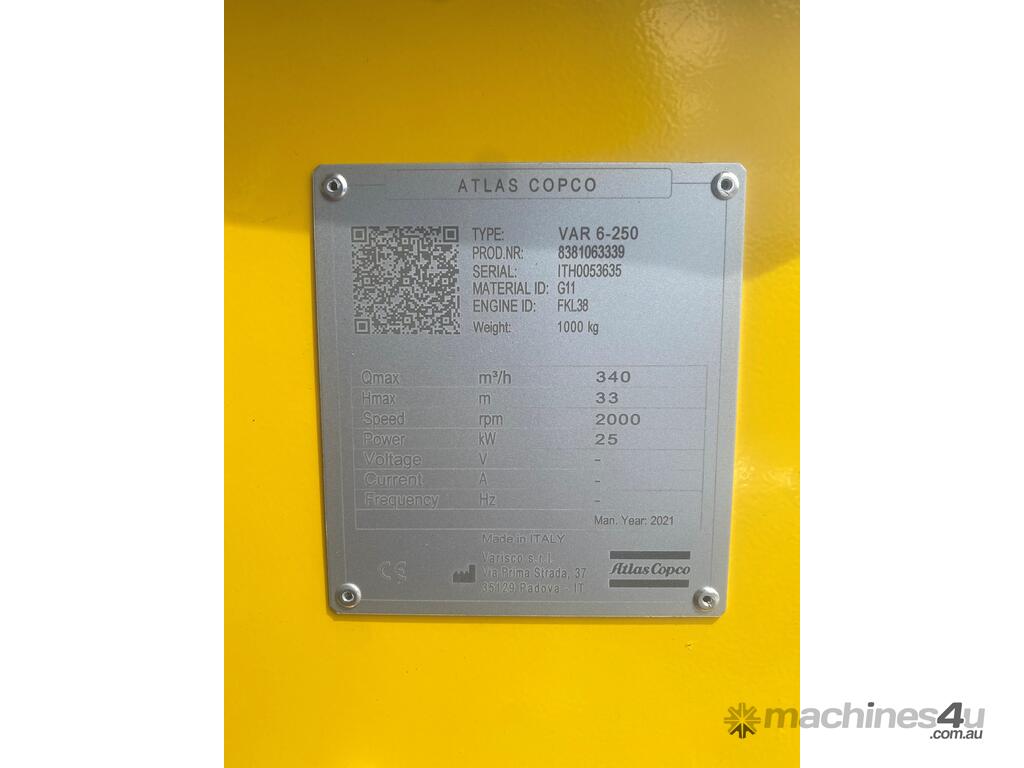 ATLAS COPCO
TYPE: VAR 6-250
PROD.NR: 8381063339
SERIAL: ITH0053635
MATERIAL ID: G11
ENGINE ID: FKL38
Weight: 1000 kg
Qmax m³/h 340
Hmax m 33
Speed rpm 2000
Power kW 25
Voltage V -
Current A -
Frequency Hz -
Man. Year: 2021
Made in ITALY
Varisco s.r.l.
Via Prima Strada, 37
35129 Padova - IT
CE
Atlas Copco
machines4u
.com.au